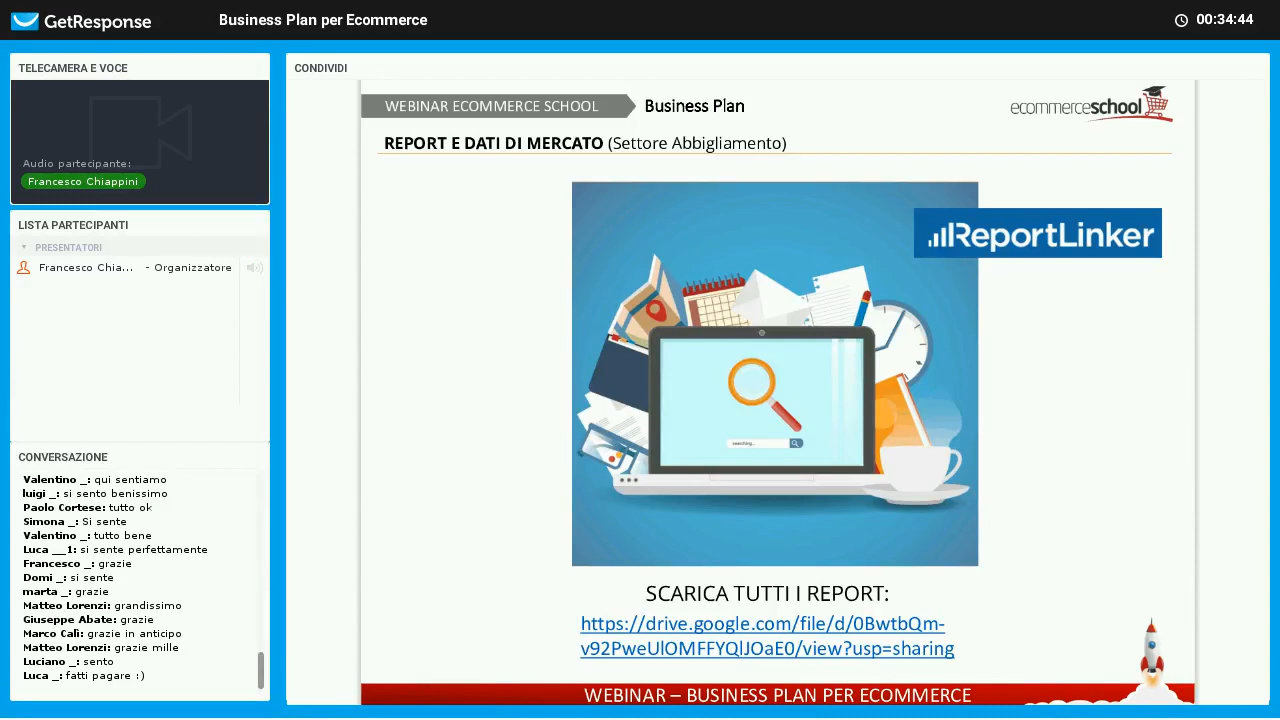 GetResponse
Business Plan per Ecommerce
00:34:44
TELECAMERA E VOCE
Audio partecipante:
Francesco Chiappini
LISTA PARTECIPANTI
PRESENTATORI
Francesco Chia... - Organizzatore
CONVERSAZIONE
Valentino _: qui sentiamo
luigi _: si sento benissimo
Paolo Cortese: tutto ok
Simona _: Si sente
Valentino _: tutto bene
Luca __1: si sente perfettamente
Francesco _: grazie
Domi _: si sente
marta _: grazie
Matteo Lorenzi: grandissimo
Giuseppe Abate: grazie
Marco Calì: grazie in anticipo
Matteo Lorenzi: grazie mille
Luciano _: sento
Luca _: fatti pagare :)
CONDIVIDI
WEBINAR ECOMMERCE SCHOOL
Business Plan
ecommerceschool
REPORT E DATI DI MERCATO (Settore Abbigliamento)
ReportLinker
searching...
SCARICA TUTTI I REPORT:
https://drive.google.com/file/d/0BwtbQm-
v92PweUlOMFFYQlJOaE0/view?usp=sharing
WEBINAR – BUSINESS PLAN PER ECOMMERCE